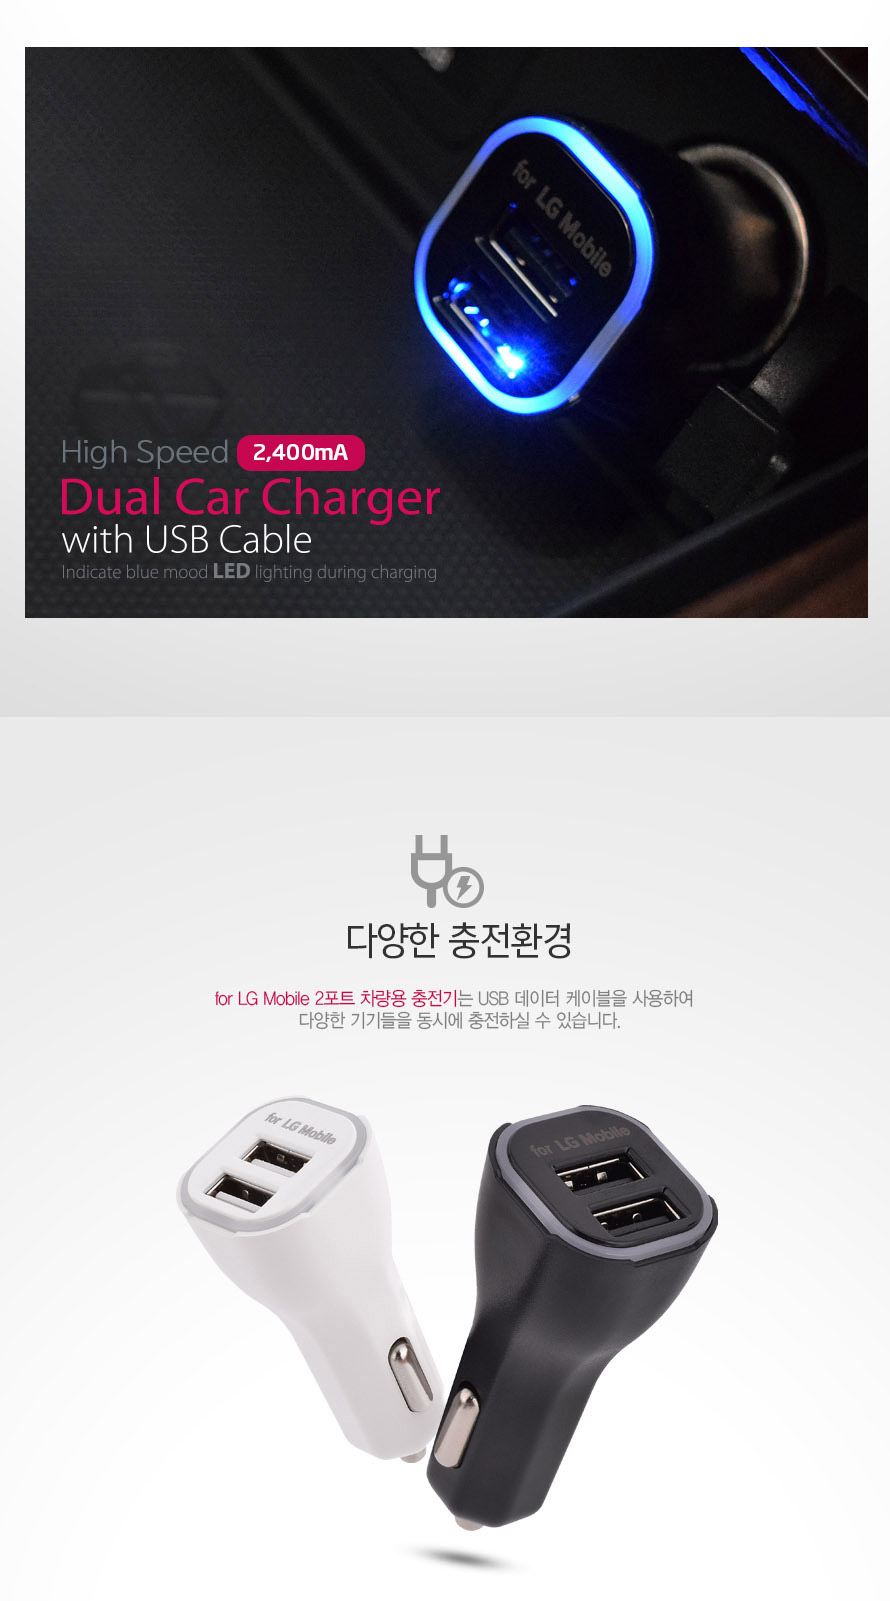 for LG Mobile
High Speed 2,400mA
Dual Car Charger
with USB Cable
Indicate blue mood LED lighting during charging
다양한 충전환경
for LG Mobile 2포트 차량용 충전기는 USB 데이터 케이블을 사용하여
다양한 기기들을 동시에 충전하실 수 있습니다.
for LG Mobile
for LG Mobile